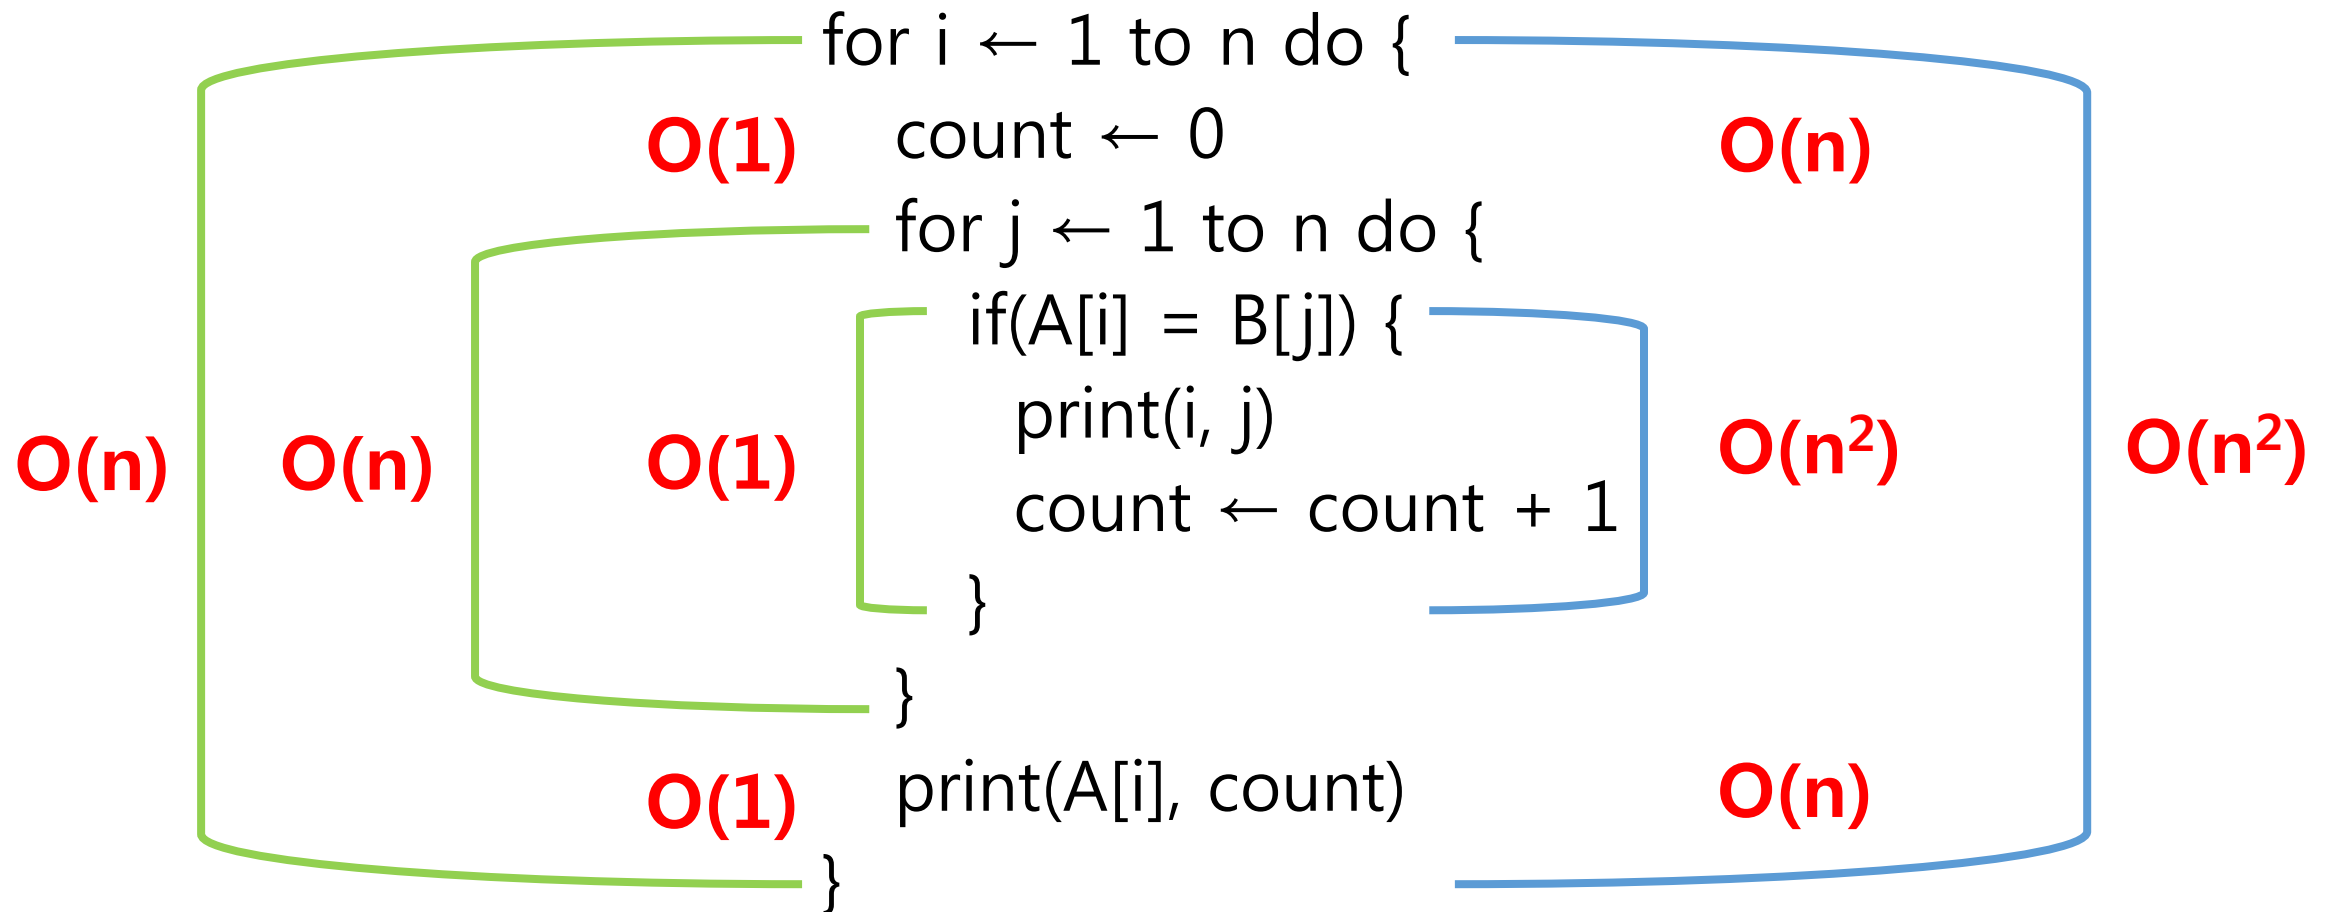 for i ← 1 to n do {
O(1) count ← 0 O(n)
for j ← 1 to n do {
if(A[i] = B[j]) {
print(i, j)
O(n) O(n) O(1) O(n²) O(n²)
count ← count + 1
}
}
O(1) print(A[i], count) O(n)
}